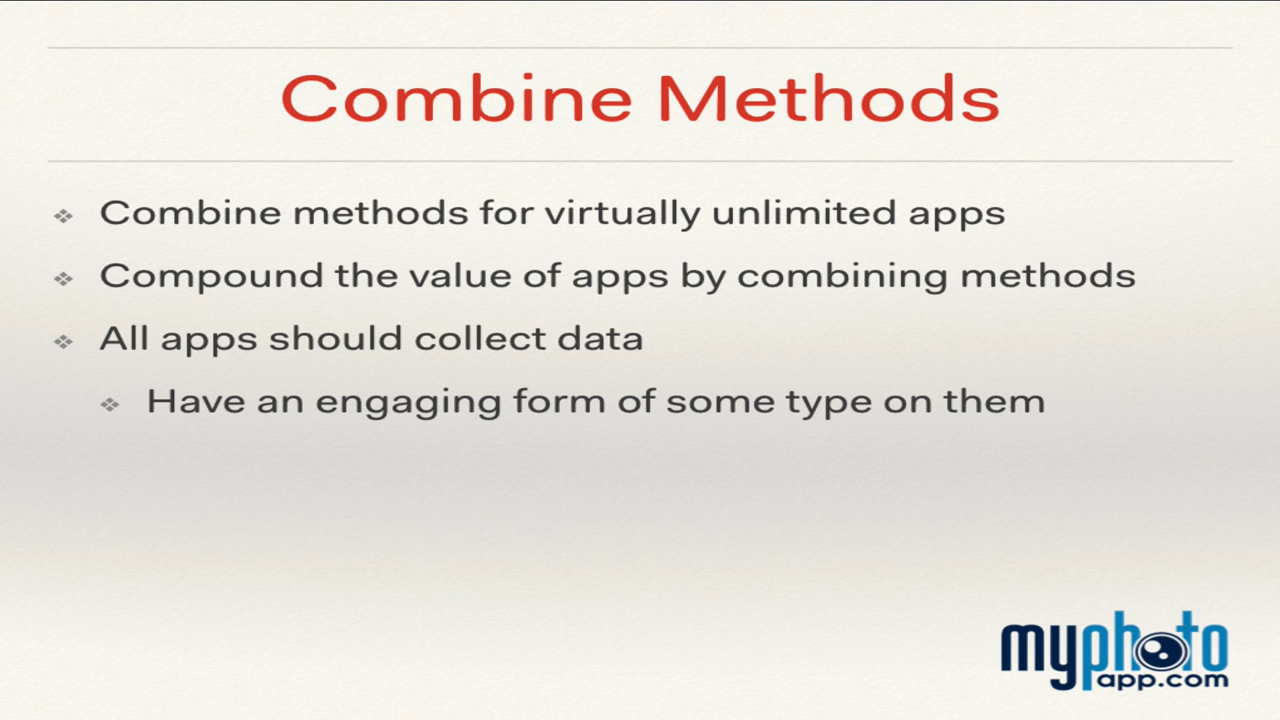 Combine Methods
Combine methods for virtually unlimited apps
Compound the value of apps by combining methods
All apps should collect data
Have an engaging form of some type on them
myphoto
app.com